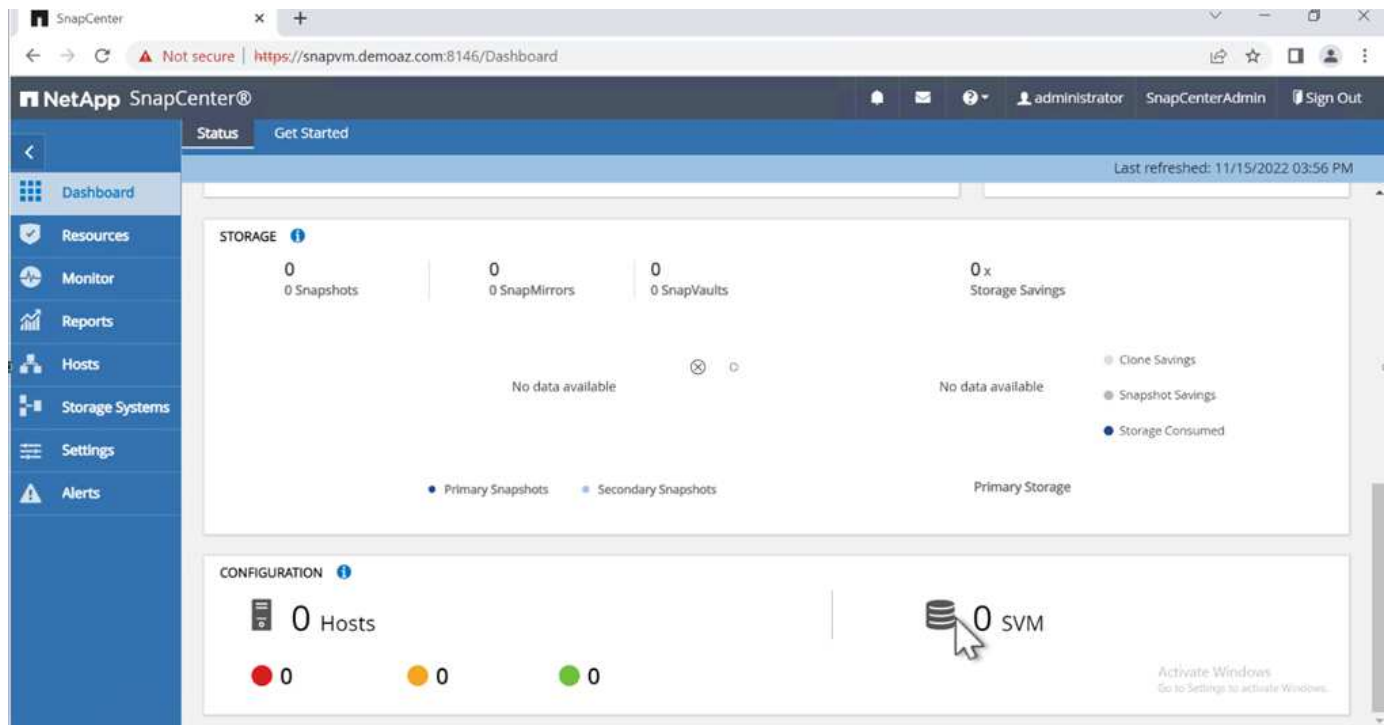 SnapCenter
Not secure | https://snapvm.demoaz.com:8146/Dashboard
NetApp SnapCenter®
administrator SnapCenterAdmin Sign Out
Status Get Started
Last refreshed: 11/15/2022 03:56 PM
Dashboard
Resources
Monitor
Reports
Hosts
Storage Systems
Settings
Alerts
STORAGE
0 0 0 0 x
0 Snapshots 0 SnapMirrors 0 SnapVaults Storage Savings
No data available No data available
Clone Savings
Snapshot Savings
Storage Consumed
Primary Snapshots Secondary Snapshots Primary Storage
CONFIGURATION
0 Hosts 0 SVM
0 0 0
Activate Windows
Go to Settings to activate Windows.